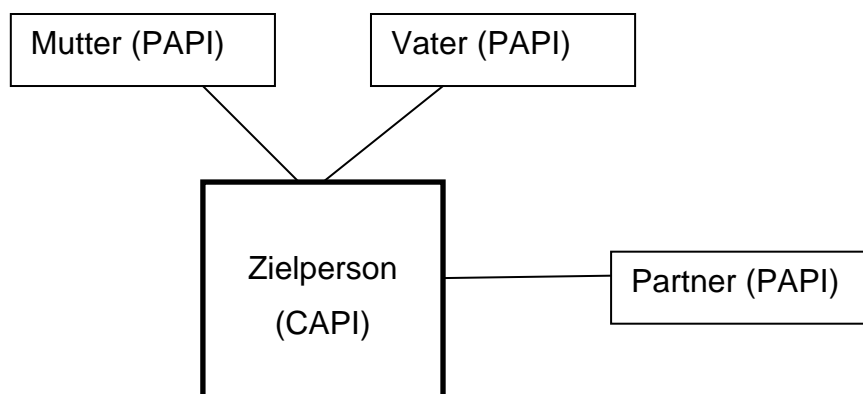 Mutter (PAPI)
Vater (PAPI)
Zielperson
(CAPI)
Partner (PAPI)